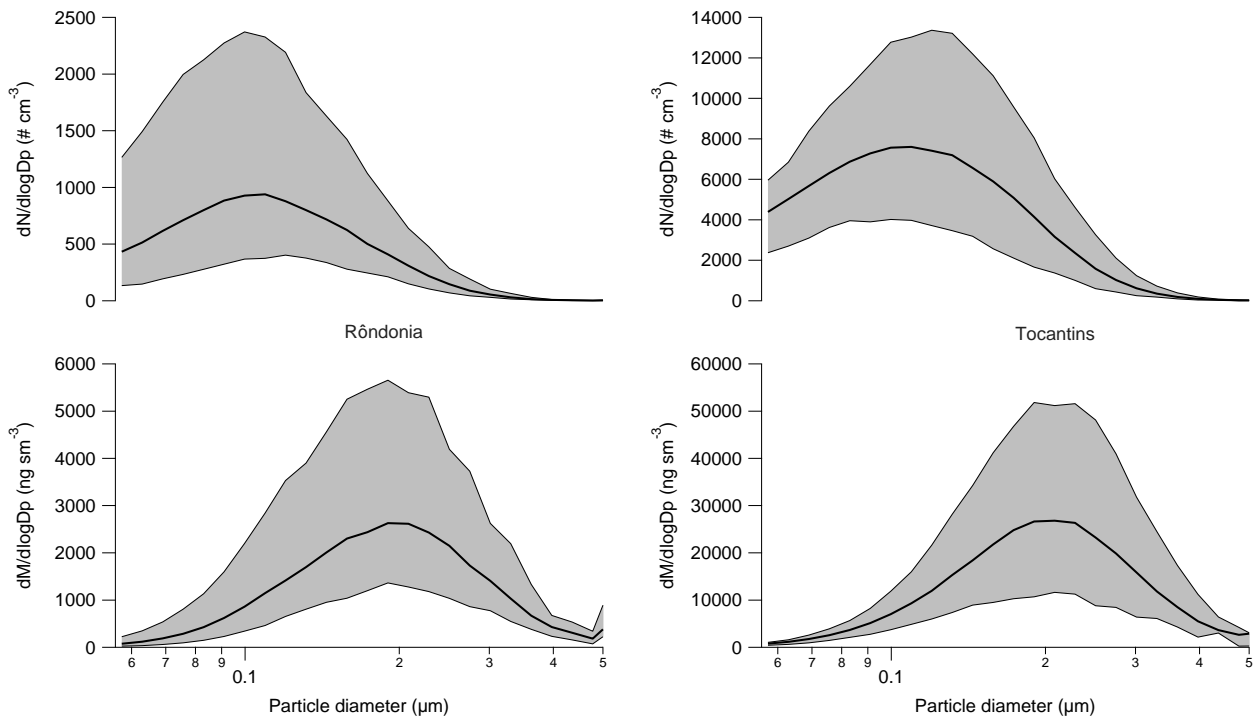 2500
2000
1500
1000
500
0
dN/dlogDp (# cm-3)
14000
12000
10000
8000
6000
4000
2000
0
dN/dlogDp (# cm-3)
Rôndonia
Tocantins
6000
5000
4000
3000
2000
1000
0
dM/dlogDp (ng sm-3)
6 7 8 9 0.1 2 3 4 5
Particle diameter (µm)
60000
50000
40000
30000
20000
10000
0
dM/dlogDp (ng sm-3)
6 7 8 9 0.1 2 3 4 5
Particle diameter (µm)